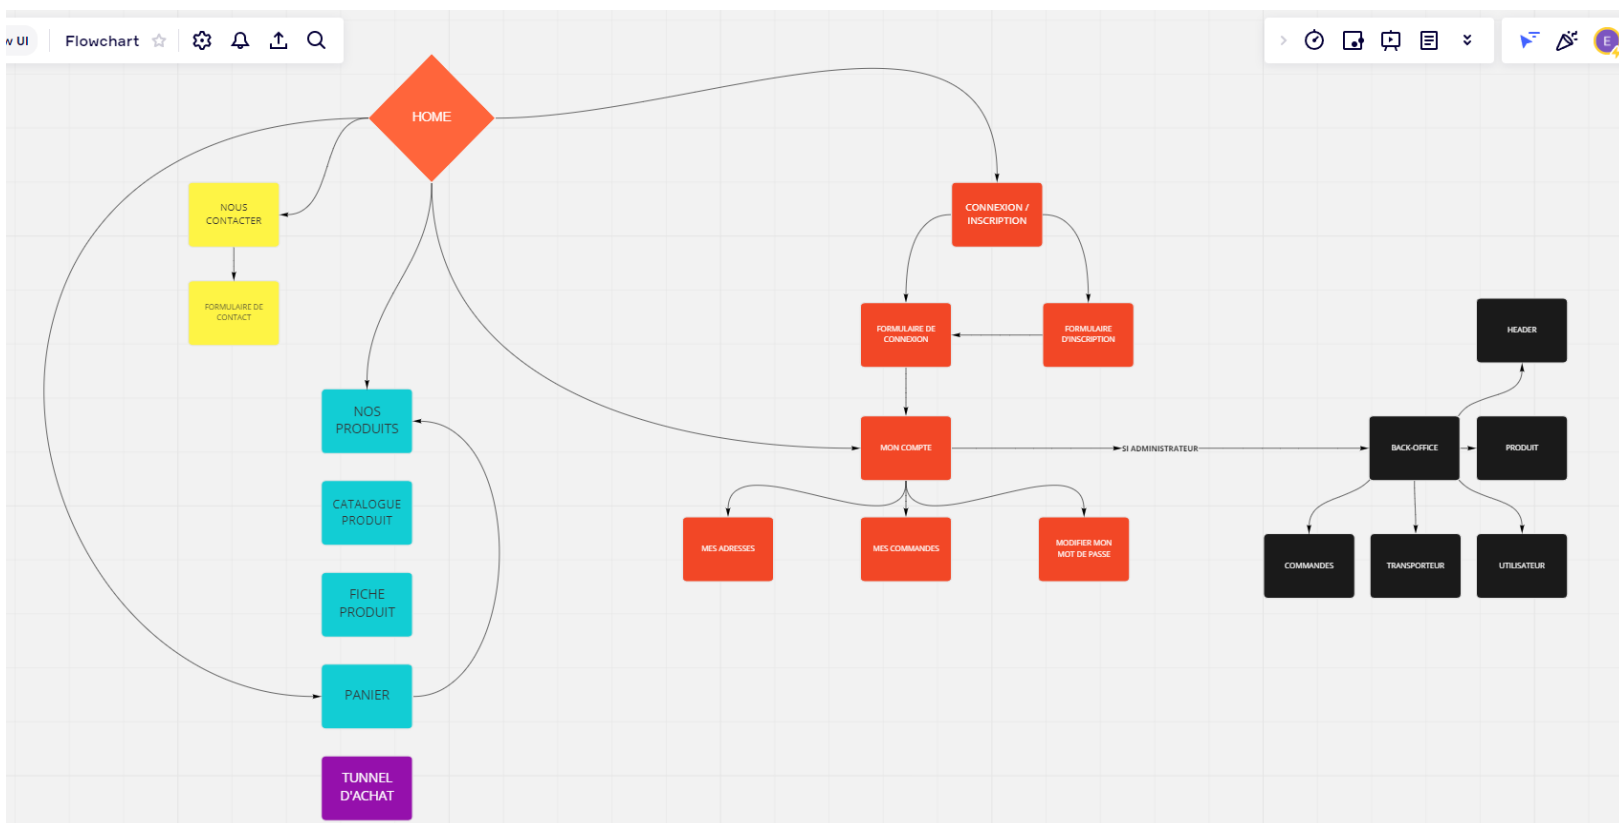 w UI
Flowchart
E
HOME
NOUS
CONTACTER
FORMULAIRE DE
CONTACT
CONNEXION /
INSCRIPTION
FORMULAIRE DE
CONNEXION
FORMULAIRE
D'INSCRIPTION
HEADER
NOS
PRODUITS
MON COMPTE
SI ADMINISTRATEUR
BACK-OFFICE
PRODUIT
CATALOGUE
PRODUIT
MES ADRESSES
MES COMMANDES
MODIFIER MON
MOT DE PASSE
COMMANDES
TRANSPORTEUR
UTILISATEUR
FICHE
PRODUIT
PANIER
TUNNEL
D'ACHAT